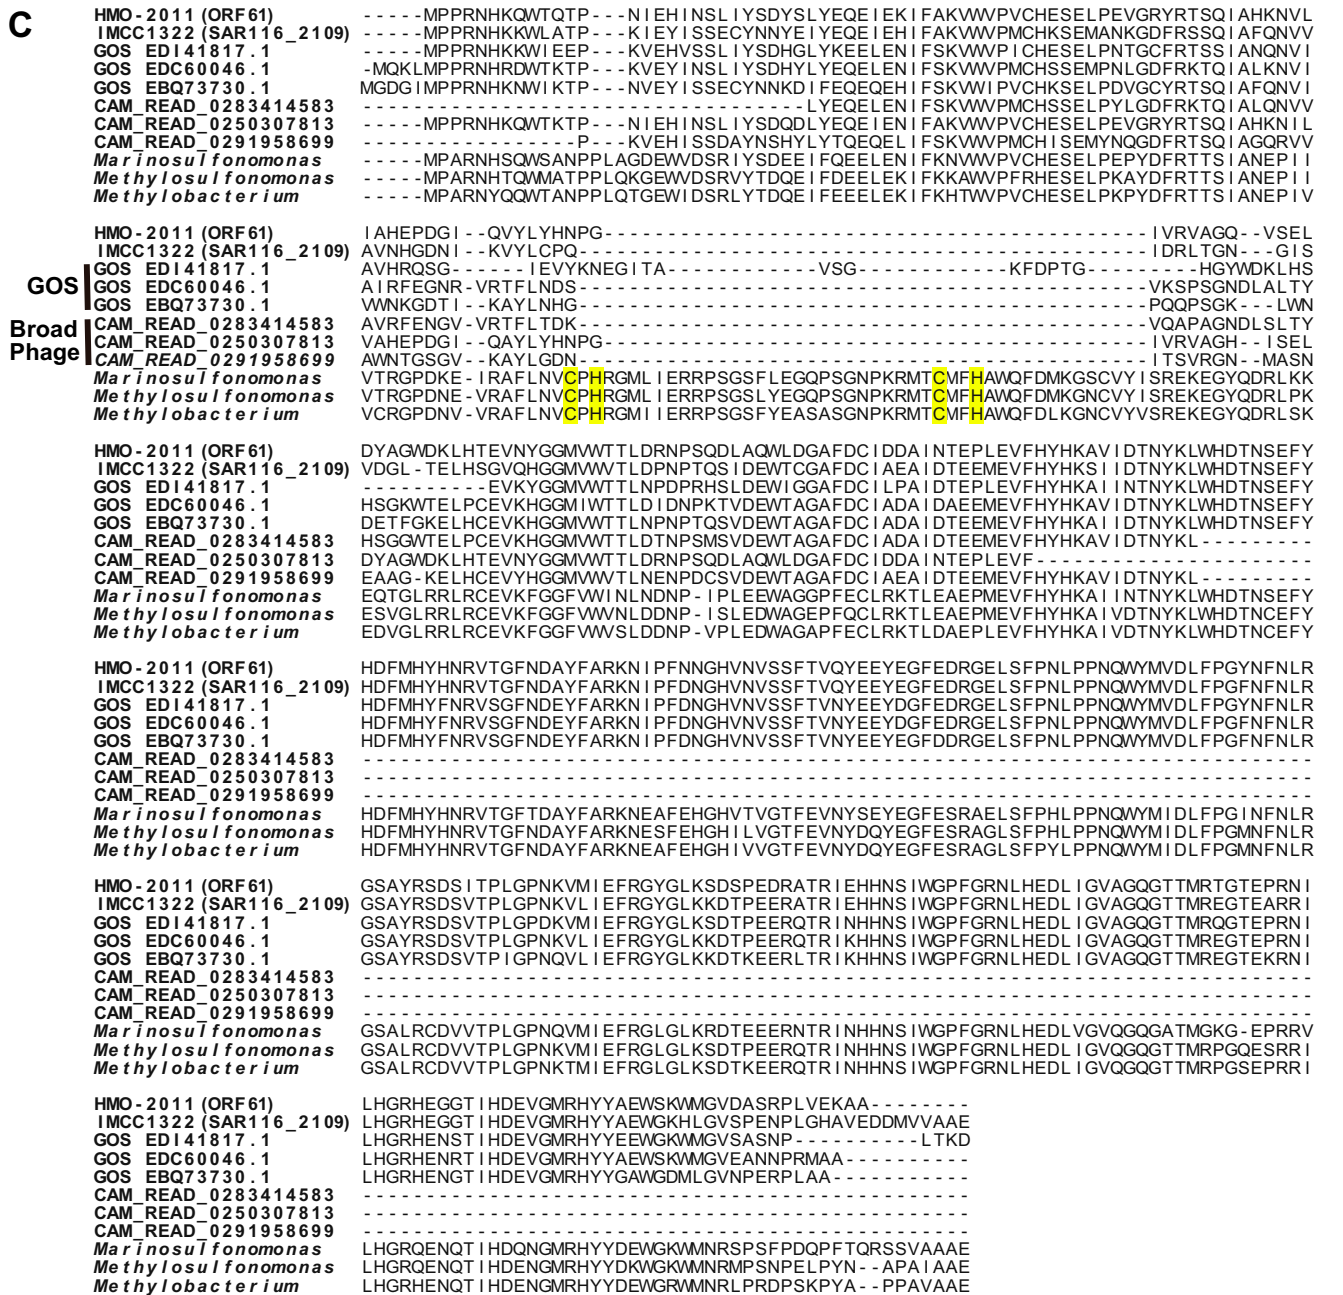 C
HMO-2011 (ORF61) -----MPPRNHKQWTQTP---NIEHINSLIYSDYSLYEQEIEKIFAKVWVPVCHESELPEVGRYRTSQIAHKNVL
IMCC1322 (SAR116_2109) -----MPPRNHKKWLATP---KIEYISSECYNNYEIYEQEIEHIFSKVWVPMCHKSEMANKGDFRSSQIAFQNVV
GOS EDI41817.1 -----MPPRNHKKWIEEP---KVEHVSSLIYSDHGLYKEEIEHIFSKVWVPICHESELPNTGCFRTSSIANQNVI
GOS EDC60046.1 -MQKLMPPRNHRDWTKTP---KVEYINSLIYSDHYLYEQELENIFSKVWVPMCHSSEMPNLGDFRKTQIALKNVI
GOS EBQ73730.1 MGDGIMPPRNHKNWIKTP---NVEYISSECYNNKDIFEQEIEHIFSKVWIPVCHKSELPDVGCYRTSQIAFQNVI
CAM_READ_0283414583 -----------------------------------LYEQELENIFSKVWVPMCHSSELPYLGDFRKTQIALQNVV
CAM_READ_0250307813 -----MPPRNHKQWTKTP---NIEHINSLIYSDQDLYEQEIENIFAKVWVPVCHESELPEVGRYRTSQIAHKNIL
CAM_READ_0291958699 -----------------P---KVEHISSDAYNSHYLYTQEQELIFSKVWVPMCHISEMYNQGDFRTSQIAGQRVV
Marinosulfonomonas -----MPARNHSQWSANPPLAGDEWVDSRIYSDEEIFQEELEKIFKNVWVPVCHESELPEPYDFRTTSIANEPII
Methylosulfonomonas -----MPARNHTQWMATPPLQKGEWVDSRVYTDQEIFDEELEKIFKKAWVPFRHESELPKAYDFRTTSIANEPII
Methylobacterium -----MPARNYQQWTANPPLQTGEWIDSRLYTDQEIFEEELEKIFKHTWVPVCHESELPKPYDFRTTSIANEPIV
HMO-2011 (ORF61) IAHEPDGI--QVYLYHNPG-------------------------------------------IVRVAGQ--VSEL
IMCC1322 (SAR116_2109) AVNHGDNI--KVYLCPQ---------------------------------------------IDRLTGN--GIS
GOS EDI41817.1 AVHRQSG------IEVYKNEGITA------------VSG-------------KFDPTG-------HGYWDKLHS
GOS
GOS EDC60046.1 AIRFEGNR-VRTFLNDS---------------------------------------------VKSPSGNDLALTY
GOS EBQ73730.1 VWNKGDTI--KAYLNHG---------------------------------------------PQQPSGK---LWN
Broad
Phage
CAM_READ_0283414583 AVRFENGV-VRTFLTDK---------------------------------------------VQAPAGNDLSLTY
CAM_READ_0250307813 VAHEPDGI--QAYLYHNPG-------------------------------------------IVRVAGH--ISEL
CAM_READ_0291958699 AWNTGSGV--KAYLGDN---------------------------------------------ITSVRGN--MASN
Marinosulfonomonas VTRGPDKE-IRAFLNVCPHRGMLIERRPSGSFLEGQPSGNPKRMTCMFHAWQFDMKGSCVYISREKEGYQDRLKK
Methylosulfonomonas VTRGPDNE-VRAFLNVCPHRGMLIERRPSGSLYEGQPSGNPKRMTCMFHAWQFDMKGNCVYISREKEGYQDRLPK
Methylobacterium VCRGPDNV-VRAFLNVCPHRGMIIERRPSGSFYEASASGNPKRMTCMFHAWQFDLKGNCVYVSREKEGYQDRLSK
HMO-2011 (ORF61) DYAGWDKLHTEVNYGGMVWTTLDRNPSQDLAQWLDGAFDCIDDAINTEPLEVFHYHKAVIDTNYKLWHDTNSEFY
IMCC1322 (SAR116_2109) VDGL-TELHSGVQHGGMVWVTLDPNPTQSIDEWTCGAFDCIAEAIDTEEMEVFHYHKSIIDTNYKLWHDTNSEFY
GOS EDI41817.1 ----------EVKYGGMVWTTLNPDPRHSLDEWIGGAFDCILPAIDTEPLEVFHYHKAIINTNYKLWHDTNSEFY
GOS EDC60046.1 HSGKWTELPCEVKHGGMIWTTLDIDNPKTVDEWTAGAFDCIADAIDAEEMEVFHYHKAVIDTNYKLWHDTNSEFY
GOS EBQ73730.1 DETFGKELHCEVKHGGMVWTTLNPNPTQSVDEWTAGAFDCIADAIDTEEMEVFHYHKAIIDTNYKLWHDTNSEFY
CAM_READ_0283414583 HSGGWTELPCEVKHGGMVWTTLDTNPSMSVDEWTAGAFDCIADAIDTEEMEVFHYHKAVIDTNYKL---------
CAM_READ_0250307813 DYAGWDKLHTEVNYGGMVWTTLDRNPSQDLAQWLDGAFDCIDDAINTEPLEVF----------------------
CAM_READ_0291958699 EAAG-KELHCEVYHGGMVWVTLNENPDCSVDEWTAGAFDCIAEAIDTEEMEVFHYHKAVIDTNYKL---------
Marinosulfonomonas EQTGLRRLRCEVKFGGFVWINLNDNP-IPLEEWAGGPFECLRKTLEAEPMEVFHYHKAIINTNYKLWHDTNSEFY
Methylosulfonomonas ESVGLRRLRCEVKFGGFVWVNLDDNP-ISLEDWAGEPFQCLRKTLEAEPMEVFHYHKAIVDTNYKLWHDTNCEFY
Methylobacterium EDVGLRRLRCEVKFGGFVWVSLDDNP-VPLEDWAGAPFECLRKTLDAEPLEVFHYHKAIVDTNYKLWHDTNCEFY
HMO-2011 (ORF61) HDFMHYHNRVTGFNDAYFARKNIPFNNGHVNVSSFTVQYEEYEGFEDRGELSFPNLPPNQWYMVDLFPGYNFNLR
IMCC1322 (SAR116_2109) HDFMHYHNRVTGFNDAYFARKNIPFDNGHVNVSSFTVQYEEYEGFEDRGELSFPNLPPNQWYMVDLFPGFNFNLR
GOS EDI41817.1 HDFMHYFNRVSGFNDEYFARKNIPFDNGHVNVSSFTVNYEEYEGFEDRGELSFPNLPPNQWYMVDLFPGYNFNLR
GOS EDC60046.1 HDFMHYFNRVSGFNDEYFARKNIPFDNGHVNVSSFTVNYEEYDGFEDRGELSFPNLPPNQWYMVDLFPGYNFNLR
GOS EBQ73730.1 HDFMHYFNRVSGFNDEYFARKNIPFDNGHVNVSSFTVNYEEYEGFDDRGELSFPNLPPNQWYMVDLFPGFNFNLR
CAM_READ_0283414583 ---------------------------------------------------------------------------
CAM_READ_0250307813 ---------------------------------------------------------------------------
CAM_READ_0291958699 ---------------------------------------------------------------------------
Marinosulfonomonas HDFMHYHNRVTGFTDAYFARKNEAFEHGHVTVGTFEVNYSEYEGFESRAELSFPHLPPNQWYMIDLFPGINFNLR
Methylosulfonomonas HDFMHYHNRVTGFNDAYFARKNESFEHGHILVGTFEVNYDQYEGFESRAGLSFPHLPPNQWYMIDLFPGMNFNLR
Methylobacterium HDFMHYHNRVTGFNDAYFARKNEAFEHGHIVVGTFEVNYDQYEGFESRAGLSFPYLPPNQWYMIDLFPGMNFNLR
HMO-2011 (ORF61) GSAYRSDSITPLGPNKVMIEFRGYGLKSDSPEDRATRIEHHNSIWGPFGRNLHEDLIGVAGQGTTMRTGTEPRNI
IMCC1322 (SAR116_2109) GSAYRSDSVTPLGPNKVLIEFRGYGLKSDTPEERATRIEHHNSIWGPFGRNLHEDLIGVAGQGTTMREGTEARRI
GOS EDI41817.1 GSAYRSDSVTPLGPDKVMIEFRGYGLKSDTPEERQTRINHHNSIWGPFGRNLHEDLIGVAGQGTTMRQGTEPRNI
GOS EDC60046.1 GSAYRSDSVTPLGPNKVLIEFRGYGLKKDTPEERQTRIKHHNSIWGPFGRNLHEDLIGVAGQGTTMREGTEPRNI
GOS EBQ73730.1 GSAYRSDSVTPIGPNQVLIEFRGYGLKKDTKEERLTRIKHHNSIWGPFGRNLHEDLIGVAGQGTTMREGTEKRNI
CAM_READ_0283414583 ---------------------------------------------------------------------------
CAM_READ_0250307813 ---------------------------------------------------------------------------
CAM_READ_0291958699 ---------------------------------------------------------------------------
Marinosulfonomonas GSALRCDVVTPLGPNQVMIEFRGLGLKRDTEEERNTRINHHNSIWGPFGRNLHEDLVGVQGQGATMGKG-EPRRV
Methylosulfonomonas GSALRCDVVTPLGPNKVMIEFRGLGLKSDTPEERQTRINHHNSIWGPFGRNLHEDLIGVQGQGTTMRPGQESRRI
Methylobacterium GSALRCDVVTPLGPNKTMIEFRGLGLKSDTPEERQTRINHHNSIWGPFGRNLHEDLIGVQGQGTTMRPGSEPRRI
HMO-2011 (ORF61) LHGRHEGGTIHDEVGMRHYYAEWSKWMGVDASRPLVEKAA--------
IMCC1322 (SAR116_2109) LHGRHEGGTIHDEVGMRHYYAEWGKHLGVSPENPLGHAVEDDMVVAAE
GOS EDI41817.1 LHGRHENSTIHDEVGMRHYYEEWGKWMGVSASNP----------LTKD
GOS EDC60046.1 LHGRHENRTIHDEVGMRHYYAEWSKWMGVEANNPRMAA----------
GOS EBQ73730.1 LHGRHENGTIHDEVGMRHYYGAWGDMLGVNPERPLAA-----------
CAM_READ_0283414583 ------------------------------------------------
CAM_READ_0250307813 ------------------------------------------------
CAM_READ_0291958699 ------------------------------------------------
Marinosulfonomonas LHGRQENQTIHDQNGMRHYYDEWGKWMNRSPSFPDQPFTQRSSVAAAE
Methylosulfonomonas LHGRQENQTIHDENGMRHYYDKWGKWMNRMPSNPELPYN--APAIAAE
Methylobacterium LHGRHENQTIHDENGMRHYYDEWGRWMNRLPRDPSKPYA--PPAVAAE